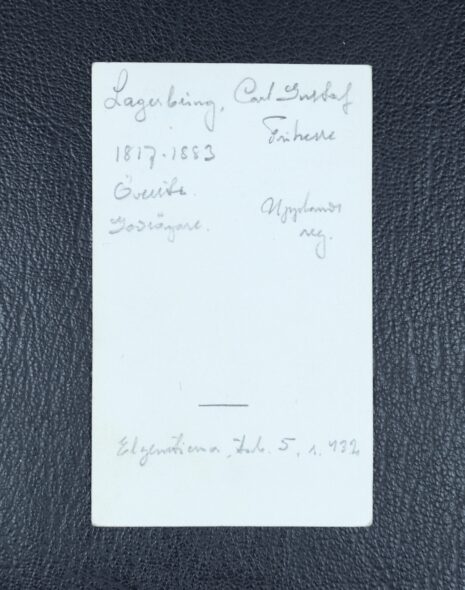 Lagerbring, Carl Gustaf
Friherre
1817-1883
Överste.
Godsägare.
Upplands
reg.
Elgenstierna, tab. 5, s. 432